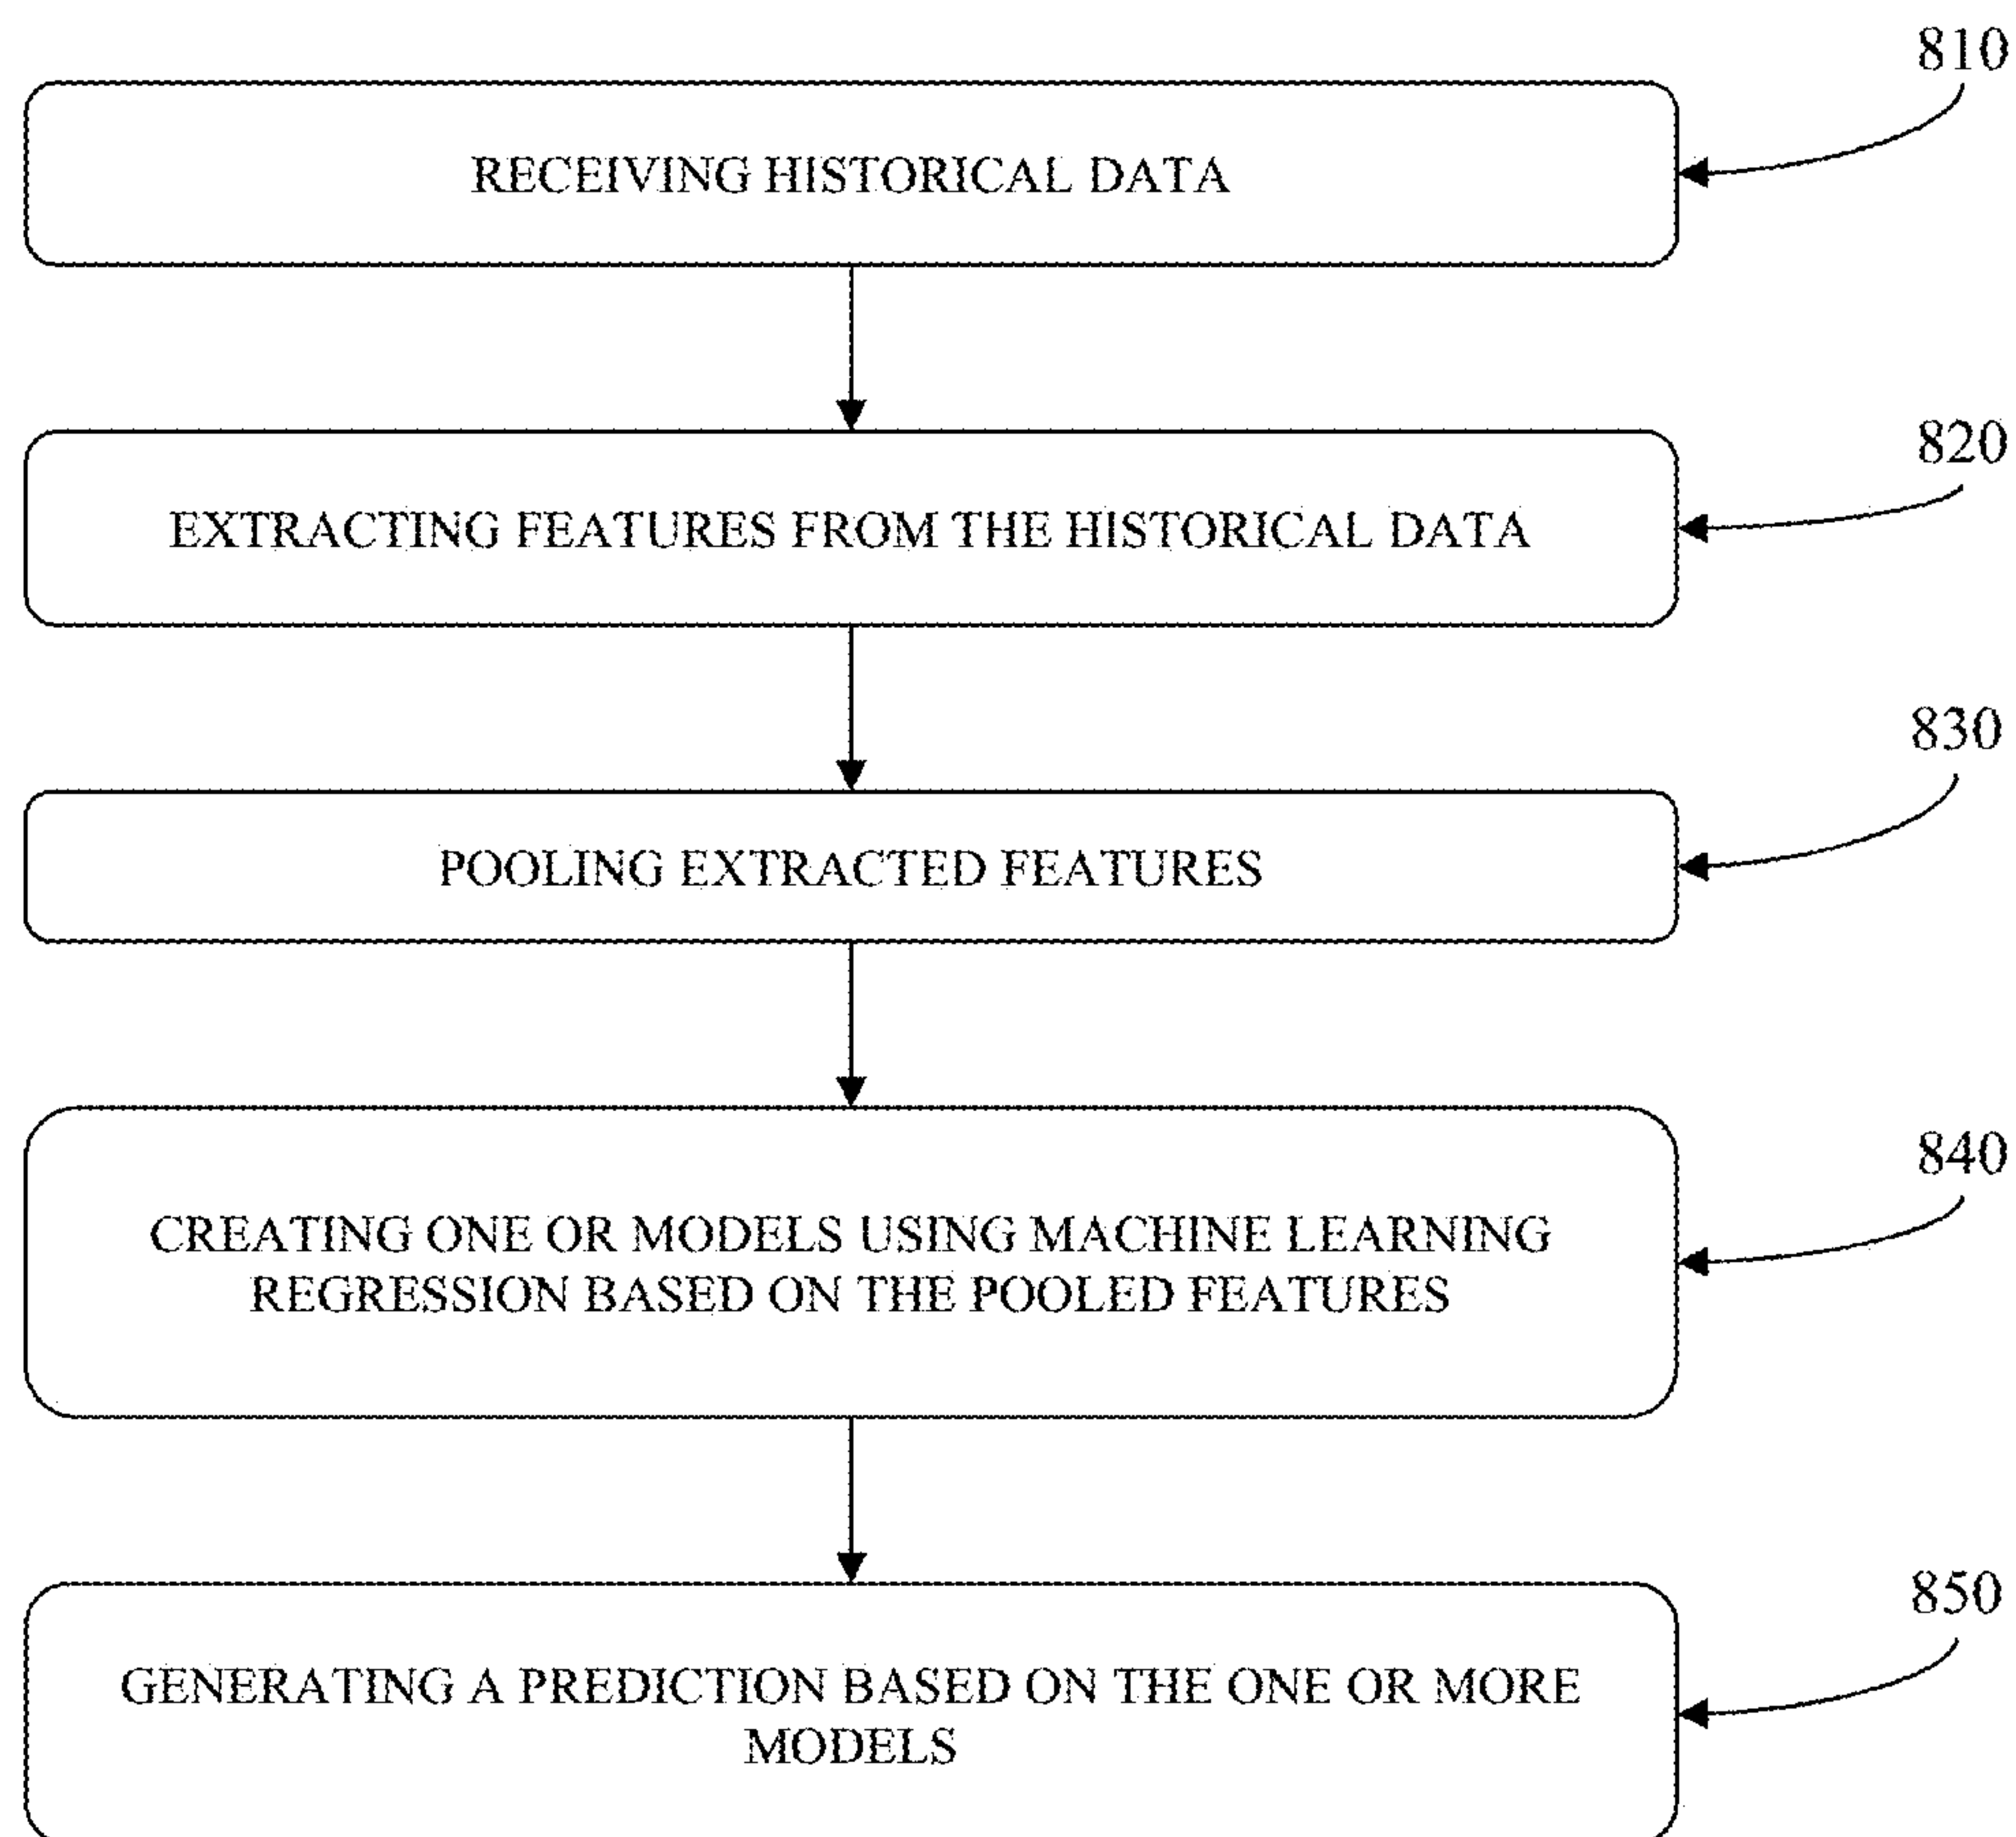 810
RECEIVING HISTORICAL DATA
820
EXTRACTING FEATURES FROM THE HISTORICAL DATA
830
POOLING EXTRACTED FEATURES
840
CREATING ONE OR MODELS USING MACHINE LEARNING
REGRESSION BASED ON THE POOLED FEATURES
850
GENERATING A PREDICTION BASED ON THE ONE OR MORE
MODELS